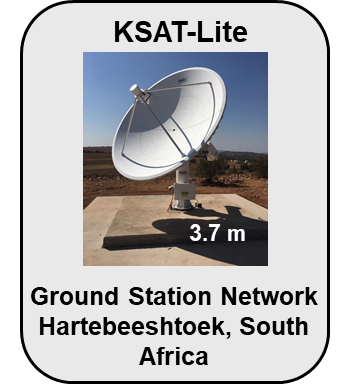 KSAT-Lite
3.7 m
Ground Station Network
Hartebeeshtoek, South
Africa